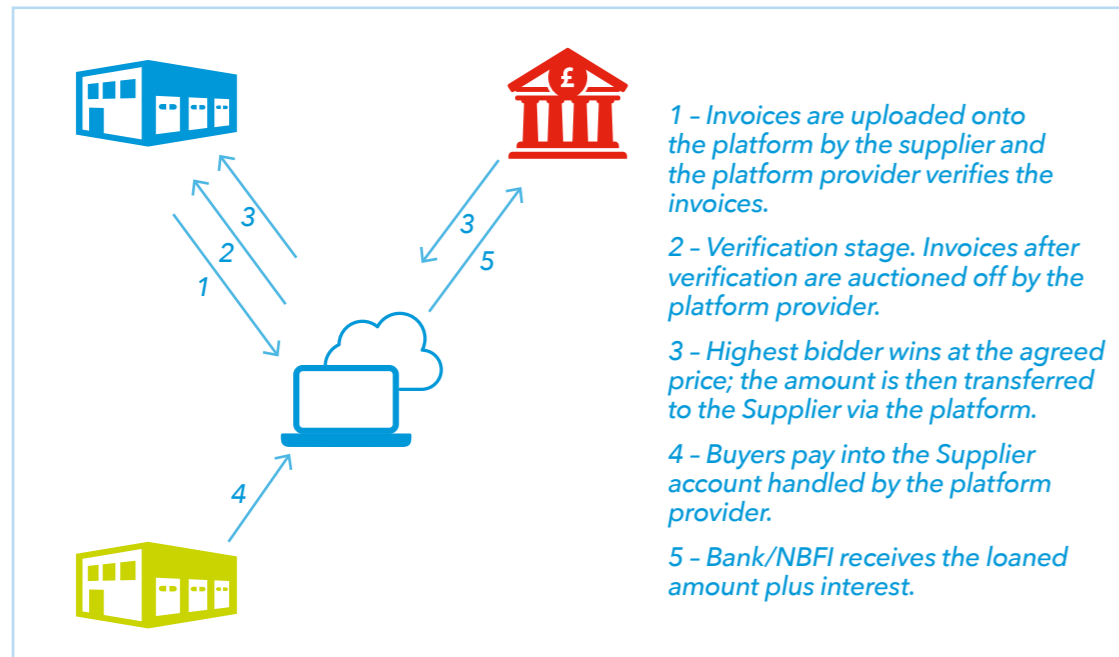 £
3
2
1
3
5
4
1 – Invoices are uploaded onto
the platform by the supplier and
the platform provider verifies the
invoices.
2 – Verification stage. Invoices after
verification are auctioned off by the
platform provider.
3 – Highest bidder wins at the agreed
price; the amount is then transferred
to the Supplier via the platform.
4 – Buyers pay into the Supplier
account handled by the platform
provider.
5 – Bank/NBFI receives the loaned
amount plus interest.